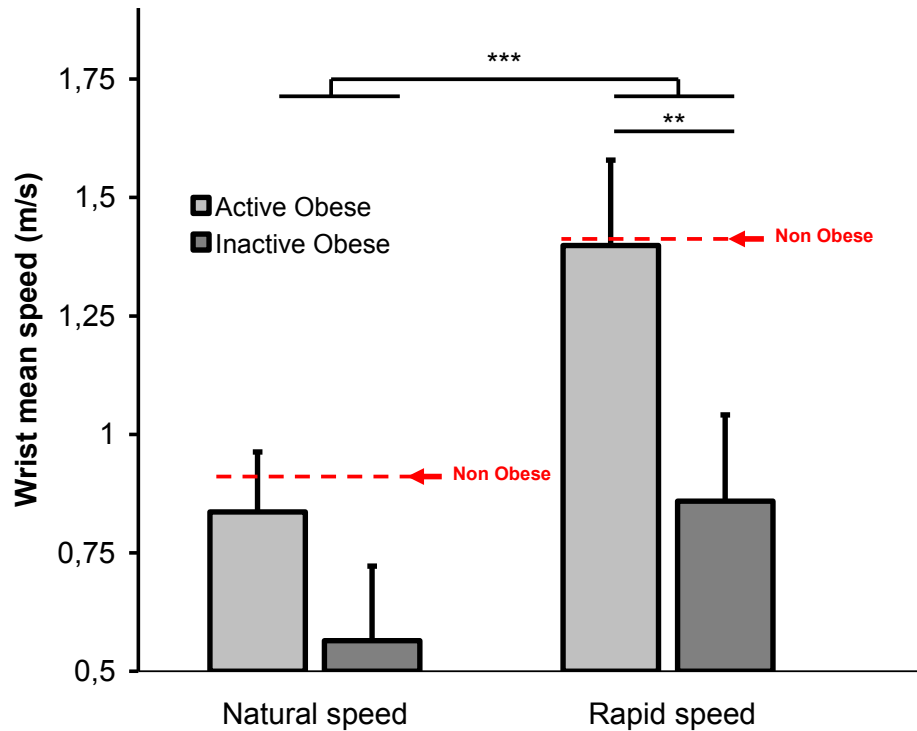 ***
1,75
**
1,5
Active Obese
Inactive Obese
Non Obese
1,25
1
Non Obese
0,75
0,5
Wrist mean speed (m/s)
Natural speed
Rapid speed